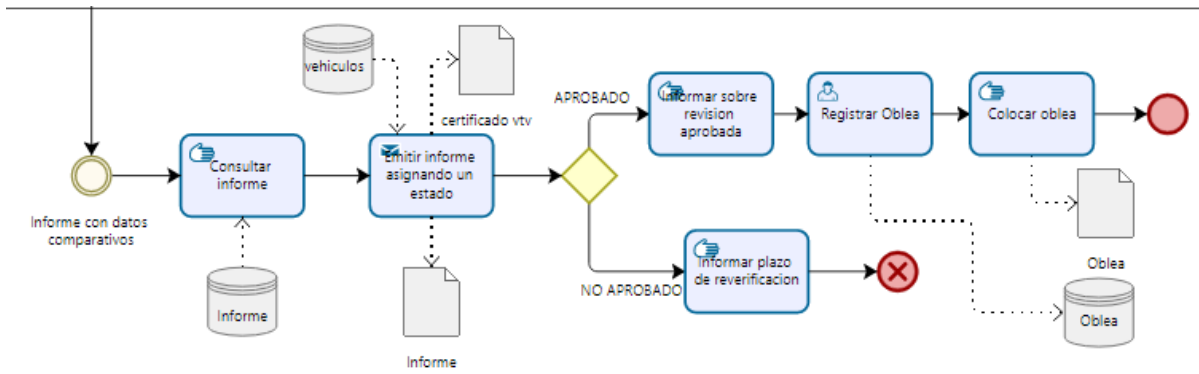 Informe con datos
comparativos
Consultar
informe
Informe
vehiculos
certificado vtv
Emitir informe
asignando un
estado
Informe
APROBADO
Informar sobre
revision
aprobada
Registrar Oblea
Colocar oblea
Oblea
Oblea
NO APROBADO
Informar plazo
de reverificacion